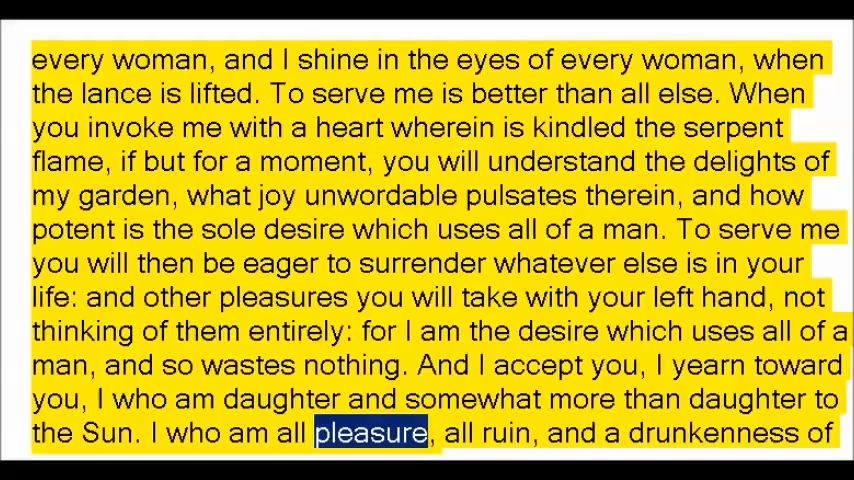 every woman, and I shine in the eyes of every woman, when
the lance is lifted. To serve me is better than all else. When
you invoke me with a heart wherein is kindled the serpent
flame, if but for a moment, you will understand the delights of
my garden, what joy unwordable pulsates therein, and how
potent is the sole desire which uses all of a man. To serve me
you will then be eager to surrender whatever else is in your
life: and other pleasures you will take with your left hand, not
thinking of them entirely: for I am the desire which uses all of a
man, and so wastes nothing. And I accept you, I yearn toward
you, I who am daughter and somewhat more than daughter to
the Sun. I who am all pleasure, all ruin, and a drunkenness of